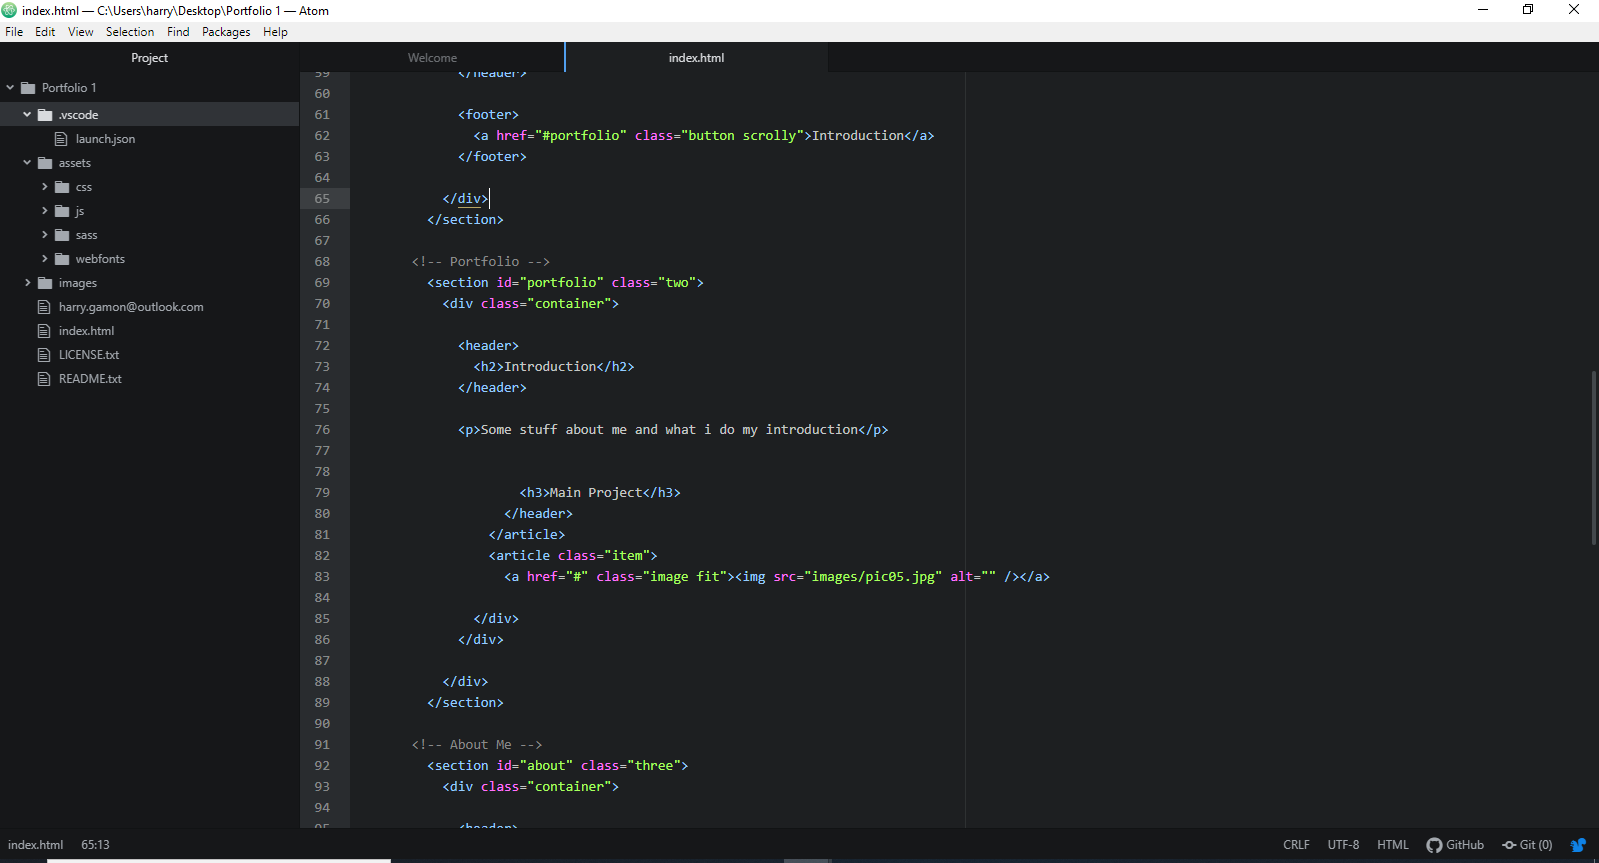 index.html — C:\Users\harry\Desktop\Portfolio 1 — Atom
File Edit View Selection Find Packages Help
Project
Portfolio 1
.vscode
launch.json
assets
css
js
sass
webfonts
images
harry.gamon@outlook.com
index.html
LICENSE.txt
README.txt
Welcome
index.html
59 </header>
60
61 <footer>
62 <a href="#portfolio" class="button scrolly">Introduction</a>
63 </footer>
64
65 </div>
66 </section>
67
68 <!-- Portfolio -->
69 <section id="portfolio" class="two">
70 <div class="container">
71
72 <header>
73 <h2>Introduction</h2>
74 </header>
75
76 <p>Some stuff about me and what i do my introduction</p>
77
78
79 <h3>Main Project</h3>
80 </header>
81 </article>
82 <article class="item">
83 <a href="#" class="image fit"><img src="images/pic05.jpg" alt="" /></a>
84
85 </div>
86 </div>
87
88 </div>
89 </section>
90
91 <!-- About Me -->
92 <section id="about" class="three">
93 <div class="container">
94
95 <header>
index.html 65:13 CRLF UTF-8 HTML GitHub Git (0)